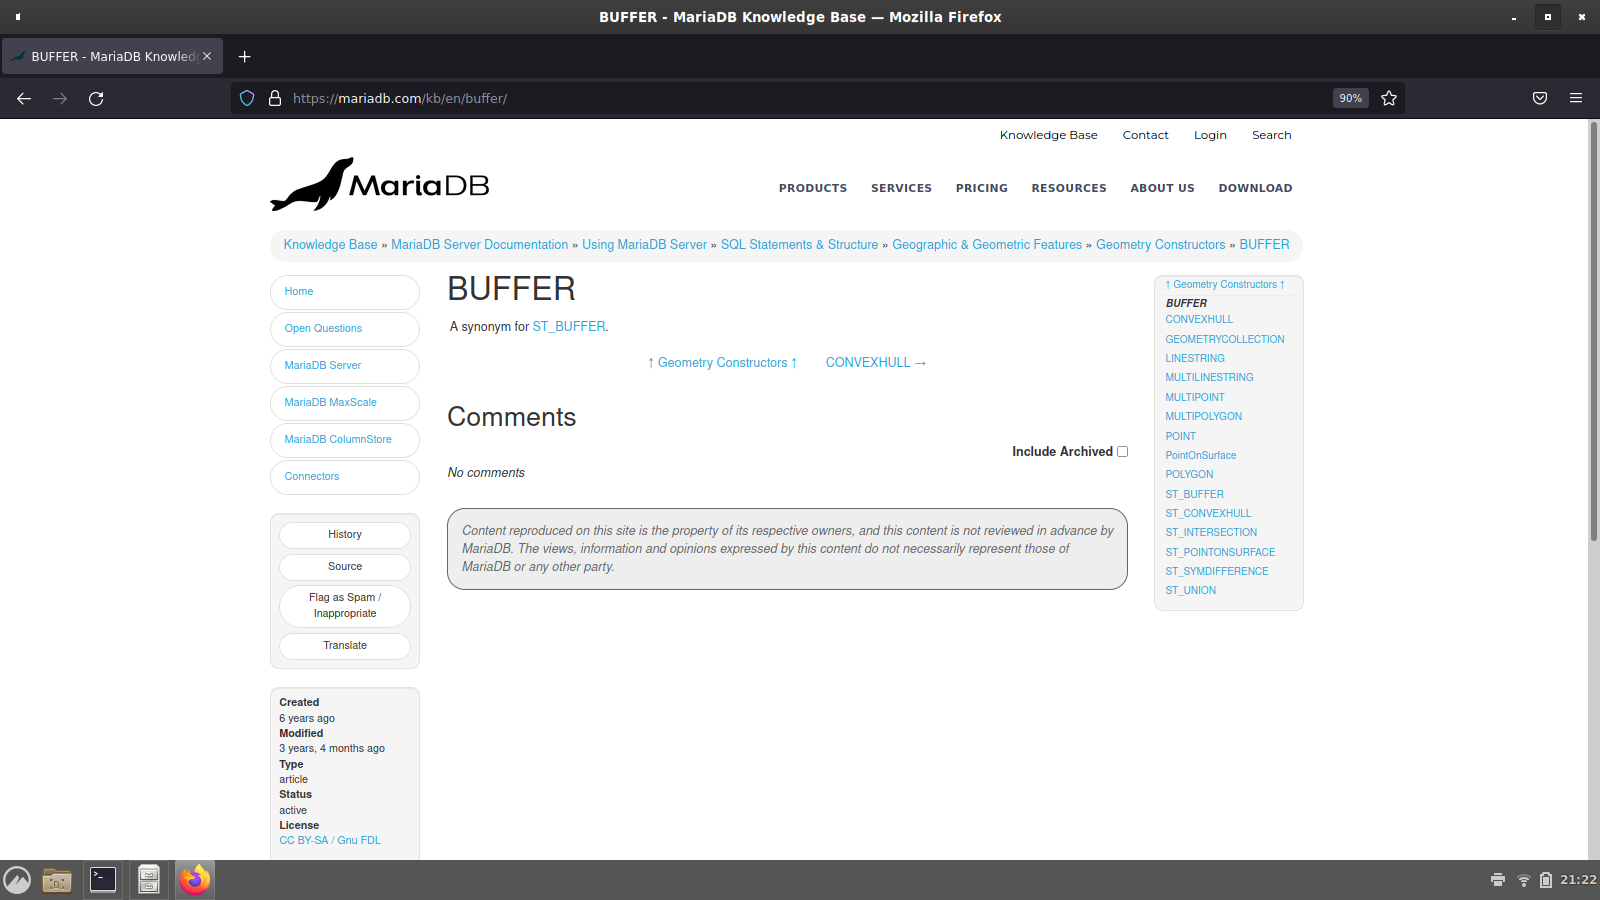 BUFFER - MariaDB Knowledge Base — Mozilla Firefox
BUFFER - MariaDB Knowled
https://mariadb.com/kb/en/buffer/
90%
Knowledge Base Contact Login Search
MariaDB
PRODUCTS SERVICES PRICING RESOURCES ABOUT US DOWNLOAD
Knowledge Base » MariaDB Server Documentation » Using MariaDB Server » SQL Statements & Structure » Geographic & Geometric Features » Geometry Constructors » BUFFER
Home
Open Questions
MariaDB Server
MariaDB MaxScale
MariaDB ColumnStore
Connectors
History
Source
Flag as Spam /
Inappropriate
Translate
Created
6 years ago
Modified
3 years, 4 months ago
Type
article
Status
active
License
CC BY-SA / Gnu FDL
BUFFER
A synonym for ST_BUFFER.
↑ Geometry Constructors ↑ CONVEXHULL →
Comments
Include Archived
No comments
Content reproduced on this site is the property of its respective owners, and this content is not reviewed in advance by
MariaDB. The views, information and opinions expressed by this content do not necessarily represent those of
MariaDB or any other party.
↑ Geometry Constructors ↑
BUFFER
CONVEXHULL
GEOMETRYCOLLECTION
LINESTRING
MULTILINESTRING
MULTIPOINT
MULTIPOLYGON
POINT
PointOnSurface
POLYGON
ST_BUFFER
ST_CONVEXHULL
ST_INTERSECTION
ST_POINTONSURFACE
ST_SYMDIFFERENCE
ST_UNION
21:22